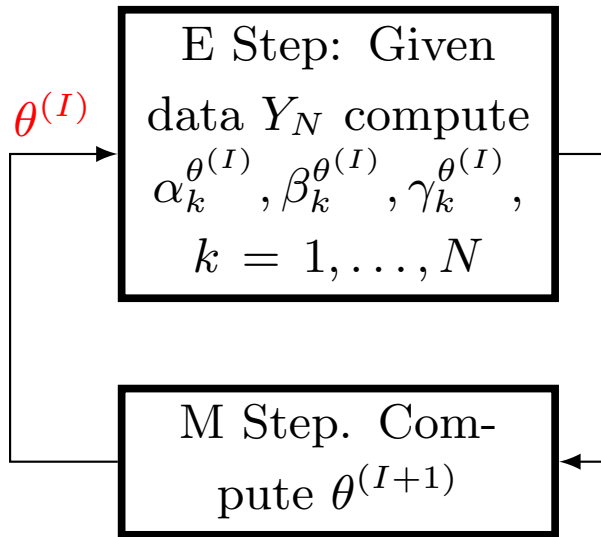 E Step: Given
θ^{(I)}
data Y_N compute
α_k^{θ^{(I)}}, β_k^{θ^{(I)}}, γ_k^{θ^{(I)}},
k = 1, . . . , N
M Step. Com-
pute θ^{(I+1)}